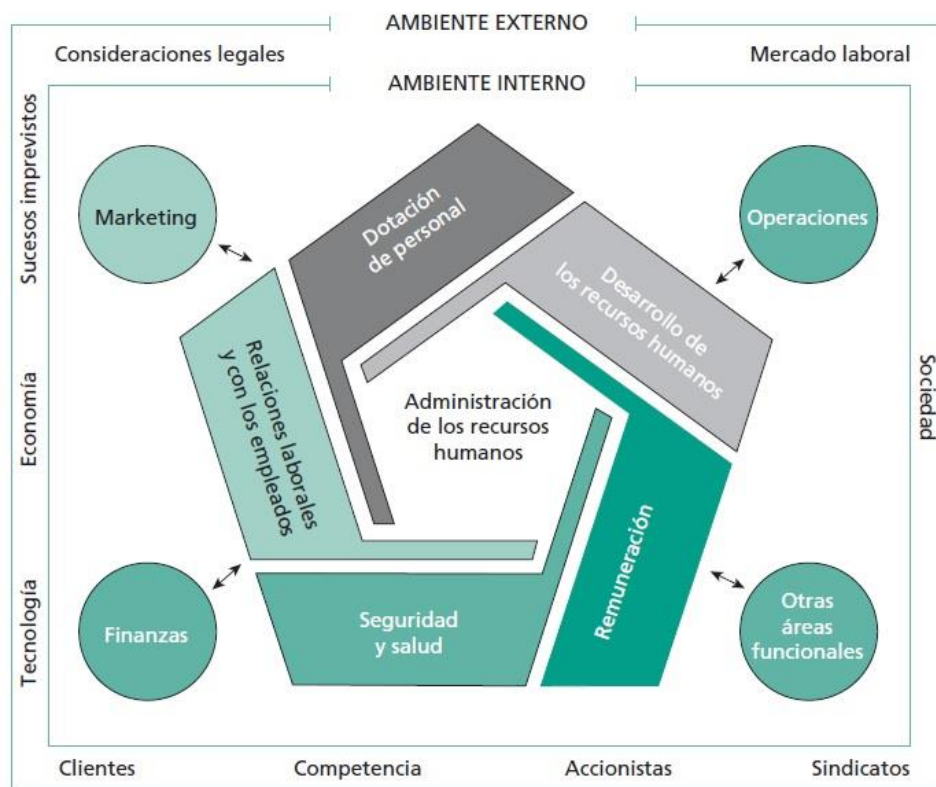 AMBIENTE EXTERNO
Consideraciones legales
Mercado laboral
AMBIENTE INTERNO
Sucesos imprevistos
Economía
Tecnología
Marketing
Dotación
de personal
Operaciones
Desarrollo de
los recursos humanos
Relaciones laborales
y con los empleados
Administración
de los recursos
humanos
Sociedad
Remuneración
Finanzas
Seguridad
y salud
Otras
áreas
funcionales
Clientes
Competencia
Accionistas
Sindicatos